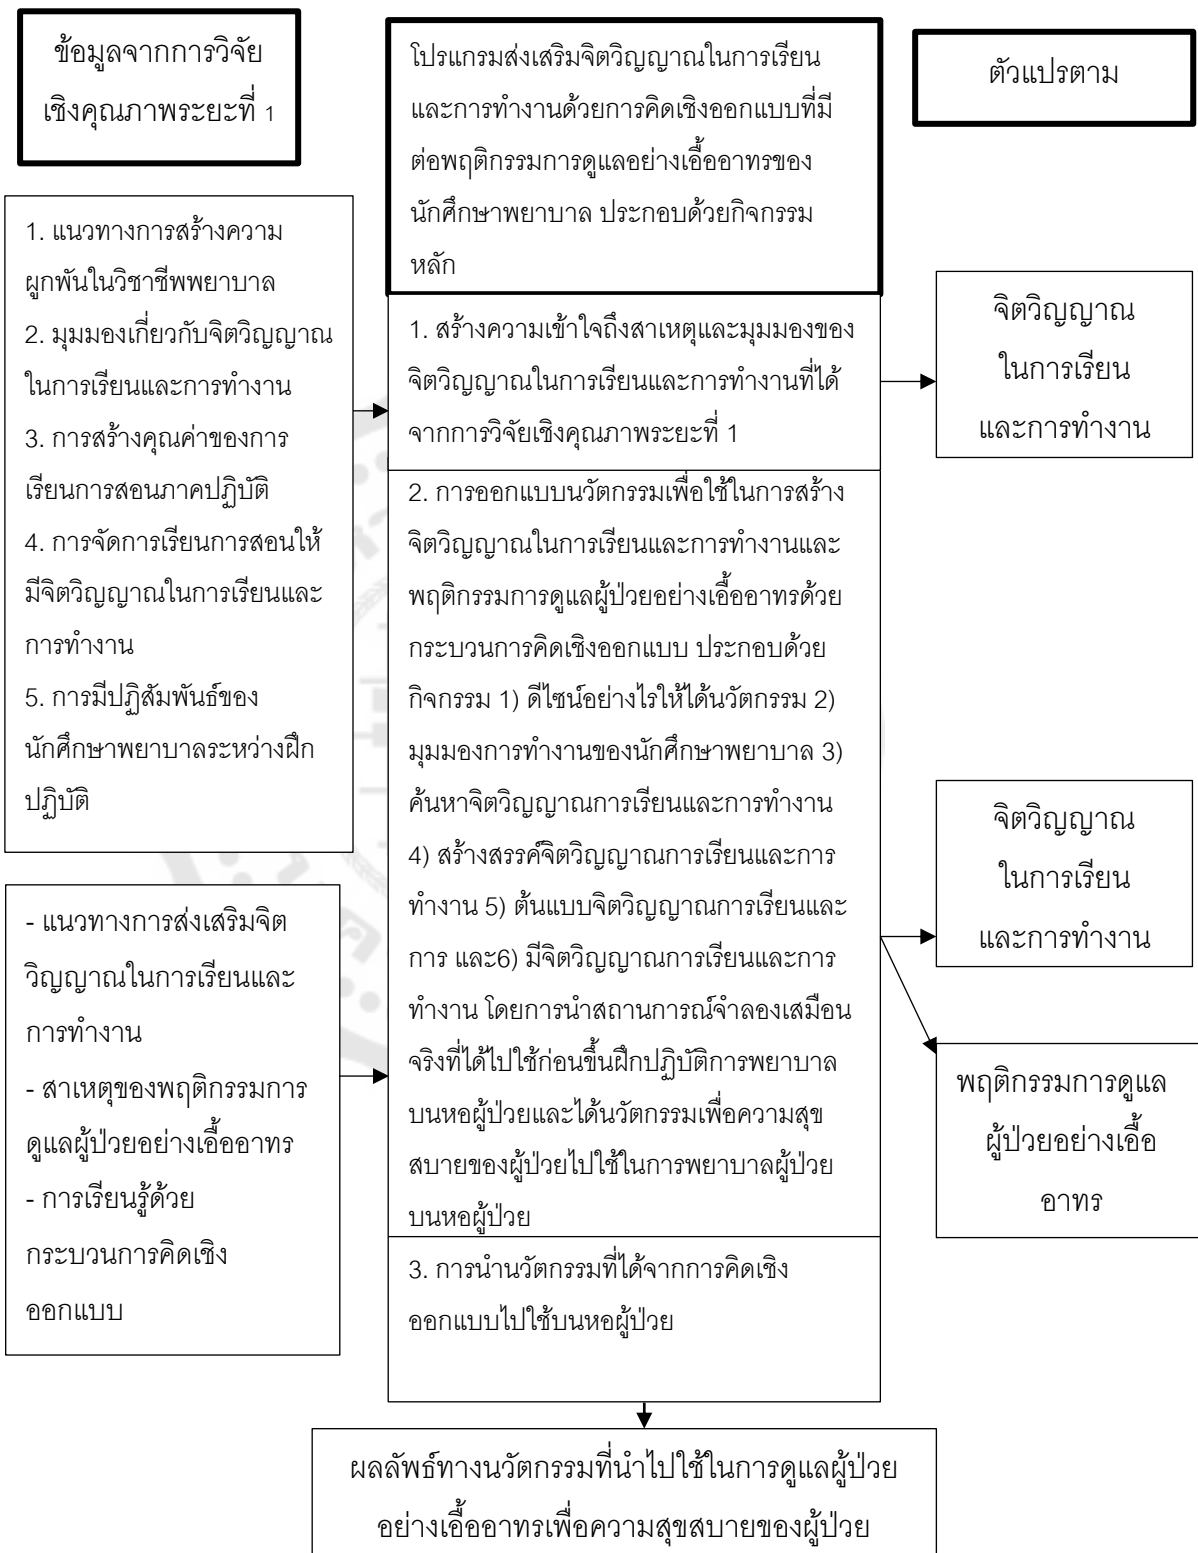 ข้อมูลจากการวิจัย
เชิงคุณภาพระยะที่ 1
1. แนวทางการสร้างความ
ผูกพันในวิชาชีพพยาบาล
2. มุมมองเกี่ยวกับจิตวิญญาณ
ในการเรียนและการทำงาน
3. การสร้างคุณค่าของการ
เรียนการสอนภาคปฏิบัติ
4. การจัดการเรียนการสอนให้
มีจิตวิญญาณในการเรียนและ
การทำงาน
5. การมีปฏิสัมพันธ์ของ
นักศึกษาพยาบาลระหว่างฝึก
ปฏิบัติ
- แนวทางการส่งเสริมจิต
วิญญาณในการเรียนและ
การทำงาน
- สาเหตุของพฤติกรรมการ
ดูแลผู้ป่วยอย่างเอื้ออาทร
- การเรียนรู้ด้วย
กระบวนการคิดเชิง
ออกแบบ
โปรแกรมส่งเสริมจิตวิญญาณในการเรียน
และการทำงานด้วยการคิดเชิงออกแบบที่มี
ต่อพฤติกรรมการดูแลอย่างเอื้ออาทรของ
นักศึกษาพยาบาล ประกอบด้วยกิจกรรม
หลัก
1. สร้างความเข้าใจถึงสาเหตุและมุมมองของ
จิตวิญญาณในการเรียนและการทำงานที่ได้
จากการวิจัยเชิงคุณภาพระยะที่ 1
2. การออกแบบนวัตกรรมเพื่อใช้ในการสร้าง
จิตวิญญาณในการเรียนและการทำงานและ
พฤติกรรมการดูแลผู้ป่วยอย่างเอื้ออาทรด้วย
กระบวนการคิดเชิงออกแบบ ประกอบด้วย
กิจกรรม 1) ดีไซน์อย่างไรให้ได้นวัตกรรม 2)
มุมมองการทำงานของนักศึกษาพยาบาล 3)
ค้นหาจิตวิญญาณการเรียนและการทำงาน
4) สร้างสรรค์จิตวิญญาณการเรียนและการ
ทำงาน 5) ต้นแบบจิตวิญญาณการเรียนและ
การ และ6) มีจิตวิญญาณการเรียนและการ
ทำงาน โดยการนำสถานการณ์จำลองเสมือน
จริงที่ได้ไปใช้ก่อนขึ้นฝึกปฏิบัติการพยาบาล
บนหอผู้ป่วยและได้นวัตกรรมเพื่อความสุข
สบายของผู้ป่วยไปใช้ในการพยาบาลผู้ป่วย
บนหอผู้ป่วย
3. การนำนวัตกรรมที่ได้จากการคิดเชิง
ออกแบบไปใช้บนหอผู้ป่วย
ตัวแปรตาม
จิตวิญญาณ
ในการเรียน
และการทำงาน
จิตวิญญาณ
ในการเรียน
และการทำงาน
พฤติกรรมการดูแล
ผู้ป่วยอย่างเอื้อ
อาทร
ผลลัพธ์ทางนวัตกรรมที่นำไปใช้ในการดูแลผู้ป่วย
อย่างเอื้ออาทรเพื่อความสุขสบายของผู้ป่วย